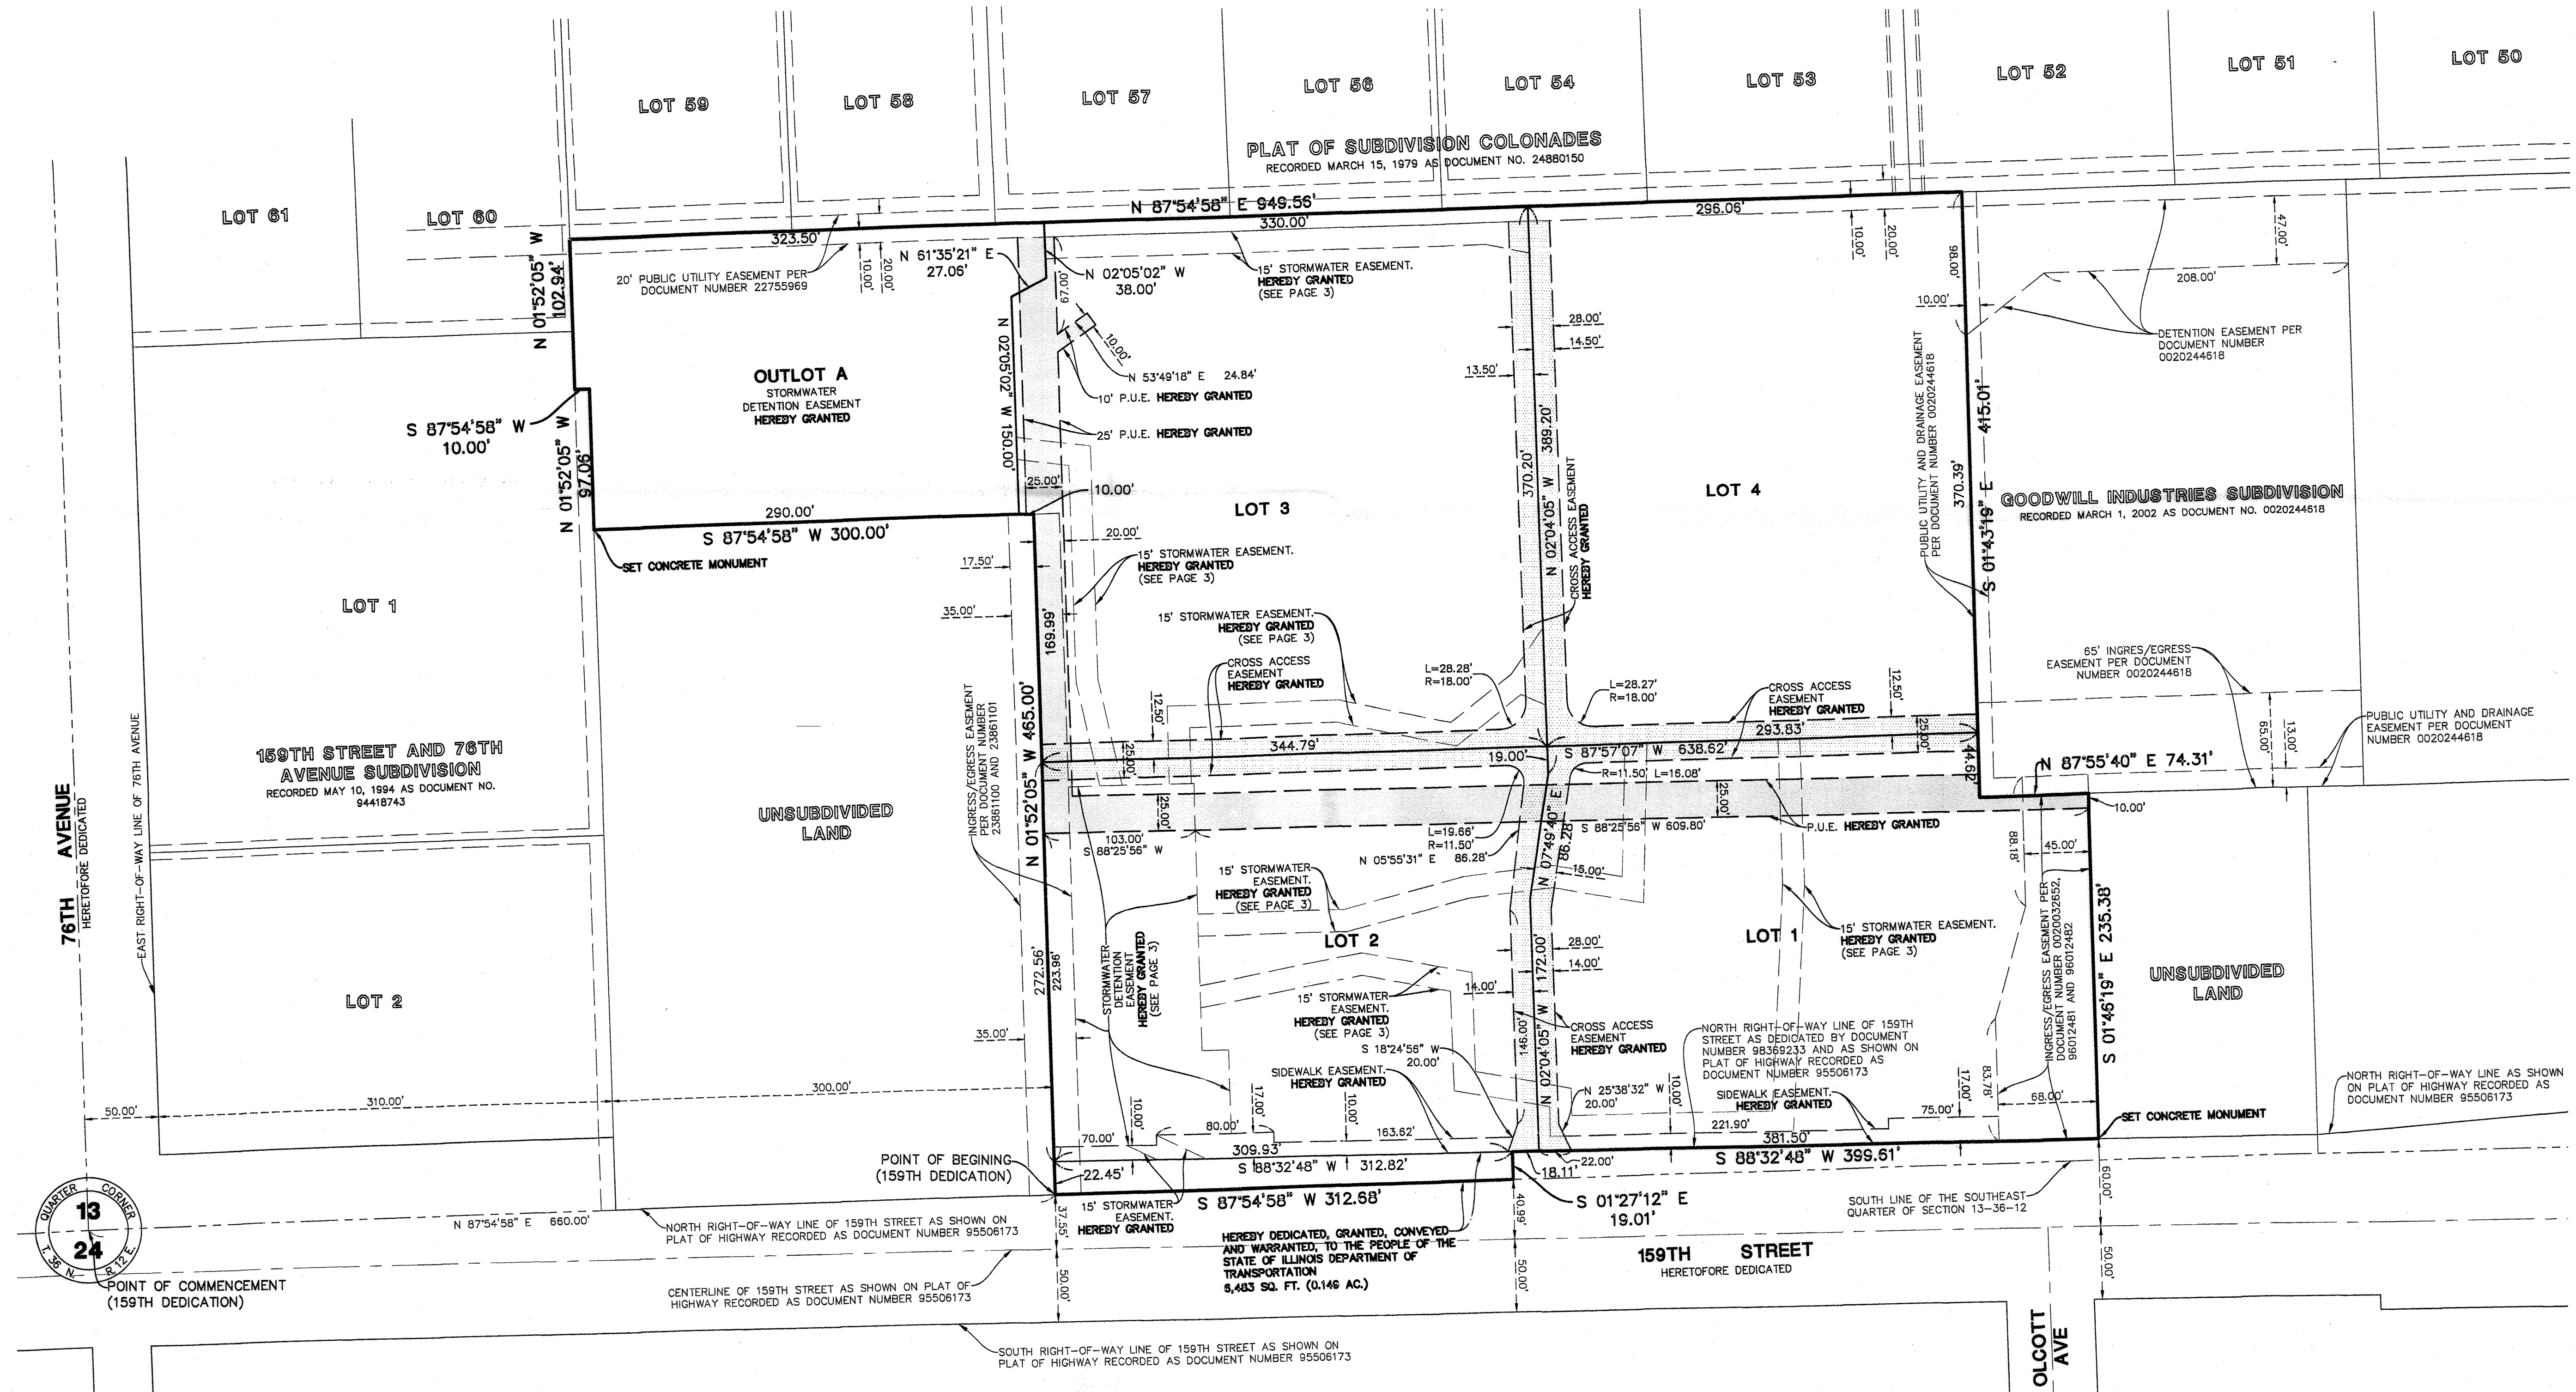 LOT 59
LOT 58
LOT 57
LOT 56
LOT 54
LOT 53
LOT 52
LOT 51
LOT 50
PLAT OF SUBDIVISION COLONADES
RECORDED MARCH 15, 1979 AS DOCUMENT NO. 24880150
LOT 61
LOT 60
N 87°54'58" E 949.56'
323.50'
330.00'
296.06'
N 01°52'05" W
102.94'
20' PUBLIC UTILITY EASEMENT PER
DOCUMENT NUMBER 22755969
10.00'
20.00'
N 61°35'21" E
27.06'
N 02°05'02" W
38.00'
67.00'
15' STORMWATER EASEMENT.
HEREBY GRANTED
(SEE PAGE 3)
10.00'
20.00'
98.00'
10.00'
47.00'
208.00'
DETENTION EASEMENT PER
DOCUMENT NUMBER
0020244618
28.00'
14.50'
13.50'
10.00'
N 53°49'18" E 24.84'
10' P.U.E. HEREBY GRANTED
25' P.U.E. HEREBY GRANTED
OUTLOT A
STORMWATER
DETENTION EASEMENT
HEREBY GRANTED
N 02°05'02" W 150.00'
S 87°54'58" W
10.00'
N 01°52'05" W
97.06'
25.00'
10.00'
290.00'
S 87°54'58" W 300.00'
SET CONCRETE MONUMENT
LOT 3
LOT 4
370.20'
N 02°04'05" W 389.20'
CROSS ACCESS EASEMENT
HEREBY GRANTED
PUBLIC UTILITY AND DRAINAGE EASEMENT
PER DOCUMENT NUMBER 0020244618
370.39'
S 01°43'19" E 415.01'
GOODWILL INDUSTRIES SUBDIVISION
RECORDED MARCH 1, 2002 AS DOCUMENT NO. 0020244618
20.00'
15' STORMWATER EASEMENT.
HEREBY GRANTED
(SEE PAGE 3)
17.50'
35.00'
169.99'
LOT 1
15' STORMWATER EASEMENT.
HEREBY GRANTED
(SEE PAGE 3)
CROSS ACCESS
EASEMENT
HEREBY GRANTED
L=28.28'
R=18.00'
L=28.27'
R=18.00'
CROSS ACCESS
EASEMENT
HEREBY GRANTED
12.50'
12.50'
65' INGRES/EGRESS
EASEMENT PER DOCUMENT
NUMBER 0020244618
65.00'
13.00'
PUBLIC UTILITY AND DRAINAGE
EASEMENT PER DOCUMENT
NUMBER 0020244618
293.83'
25.00'
344.79'
25.00'
19.00'
S 87°57'07" W 638.62'
44.62'
N 87°55'40" E 74.31'
10.00'
R=11.50' L=16.08'
N 01°52'05" W 465.00'
INGRESS/EGRESS EASEMENT
PER DOCUMENT NUMBER
23861100 AND 23861101
159TH STREET AND 76TH
AVENUE SUBDIVISION
RECORDED MAY 10, 1994 AS DOCUMENT NO.
94418743
UNSUBDIVIDED
LAND
76TH AVENUE
HERETOFORE DEDICATED
EAST RIGHT-OF-WAY LINE OF 76TH AVENUE
25.00'
103.00'
S 88°25'56" W
L=19.66'
R=11.50'
N 05°55'31" E 86.28'
N 07°49'40" E
86.28'
25.00'
S 88°25'56" W 609.80'
P.U.E. HEREBY GRANTED
15.00'
88.18'
45.00'
15' STORMWATER
EASEMENT.
HEREBY GRANTED
(SEE PAGE 3)
LOT 2
LOT 1
15' STORMWATER EASEMENT.
HEREBY GRANTED
(SEE PAGE 3)
INGRESS/EGRESS EASEMENT PER
DOCUMENT NUMBER 0020032652,
96012481 AND 96012482
S 01°46'19" E 235.38'
UNSUBDIVIDED
LAND
STORMWATER
DETENTION
EASEMENT
HEREBY GRANTED
(SEE PAGE 3)
272.56'
223.96'
LOT 2
28.00'
14.00'
172.00'
14.00'
15' STORMWATER
EASEMENT.
HEREBY GRANTED
(SEE PAGE 3)
146.00'
N 02°04'05" W
CROSS ACCESS
EASEMENT
HEREBY GRANTED
NORTH RIGHT-OF-WAY LINE OF 159TH
STREET AS DEDICATED BY DOCUMENT
NUMBER 98369233 AND AS SHOWN ON
PLAT OF HIGHWAY RECORDED AS
DOCUMENT NUMBER 95506173
35.00'
S 18°24'56" W
20.00'
SIDEWALK EASEMENT.
HEREBY GRANTED
N 25°38'32" W
20.00'
10.00'
SIDEWALK EASEMENT.
HEREBY GRANTED
17.00'
83.78'
68.00'
75.00'
NORTH RIGHT-OF-WAY LINE AS SHOWN
ON PLAT OF HIGHWAY RECORDED AS
DOCUMENT NUMBER 95506173
SET CONCRETE MONUMENT
50.00'
310.00'
300.00'
10.00'
17.00'
10.00'
70.00'
80.00'
163.62'
221.90'
381.50'
309.93'
S 88°32'48" W 312.82'
22.00'
18.11'
S 88°32'48" W 399.61'
POINT OF BEGINING
(159TH DEDICATION)
22.45'
S 87°54'58" W 312.68'
S 01°27'12" E
19.01'
60.00'
SOUTH LINE OF THE SOUTHEAST
QUARTER OF SECTION 13-36-12
QUARTER CORNER
13
24
T. 36 N. R. 12 E.
N 87°54'58" E 660.00'
NORTH RIGHT-OF-WAY LINE OF 159TH STREET AS SHOWN ON
PLAT OF HIGHWAY RECORDED AS DOCUMENT NUMBER 95506173
37.55'
15' STORMWATER
EASEMENT.
HEREBY GRANTED
40.99'
HEREBY DEDICATED, GRANTED, CONVEYED
AND WARRANTED, TO THE PEOPLE OF THE
STATE OF ILLINOIS DEPARTMENT OF
TRANSPORTATION
6,483 SQ. FT. (0.149 AC.)
159TH STREET
HERETOFORE DEDICATED
POINT OF COMMENCEMENT
(159TH DEDICATION)
CENTERLINE OF 159TH STREET AS SHOWN ON PLAT OF
HIGHWAY RECORDED AS DOCUMENT NUMBER 95506173
50.00'
50.00'
50.00'
SOUTH RIGHT-OF-WAY LINE OF 159TH STREET AS SHOWN ON
PLAT OF HIGHWAY RECORDED AS DOCUMENT NUMBER 95506173
OLCOTT
AVE